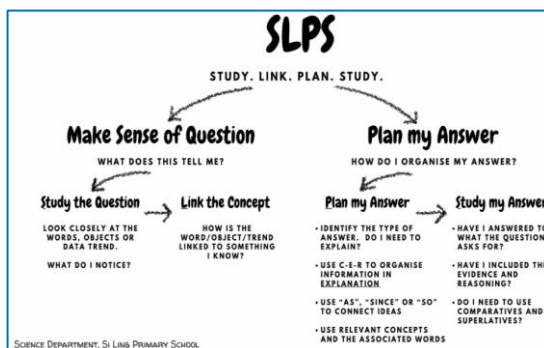 SLPS
STUDY. LINK. PLAN. STUDY.
Make Sense of Question
WHAT DOES THIS TELL ME?
Study the Question
LOOK CLOSELY AT THE
WORDS, OBJECTS OR
DATA TREND.
WHAT DO I NOTICE?
Link the Concept
HOW IS THE
WORD/OBJECT/TREND
LINKED TO SOMETHING
I KNOW?
Plan my Answer
HOW DO I ORGANISE MY ANSWER?
Plan my Answer
• IDENTIFY THE TYPE OF
ANSWER. DO I NEED TO
EXPLAIN?
• USE C-E-R TO ORGANISE
INFORMATION IN
EXPLANATION
• USE "AS", "SINCE" OR "SO"
TO CONNECT IDEAS
• USE RELEVANT CONCEPTS
AND THE ASSOCIATED WORDS
Study my Answer
• HAVE I ANSWERED TO
WHAT THE QUESTION
ASKS FOR?
• HAVE I INCLUDED THE
EVIDENCE AND
REASONING?
• DO I NEED TO USE
COMPARATIVES AND
SUPERLATIVES?
SCIENCE DEPARTMENT, SI LING PRIMARY SCHOOL